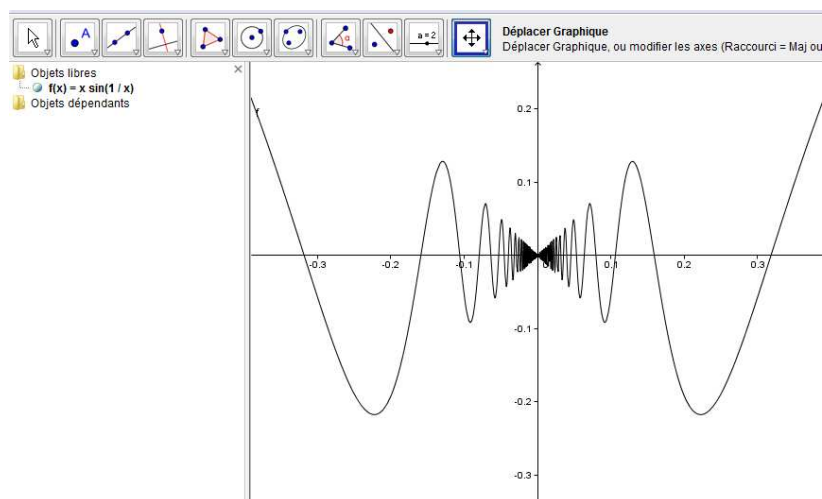 A
α
a = 2
Déplacer Graphique
Déplacer Graphique, ou modifier les axes (Raccourci = Maj ou
Objets libres
f(x) = x sin(1 / x)
Objets dépendants
f
0.2
0.1
-0.3
-0.2
-0.1
0.1
0.2
0.3
-0.1
-0.2
-0.3